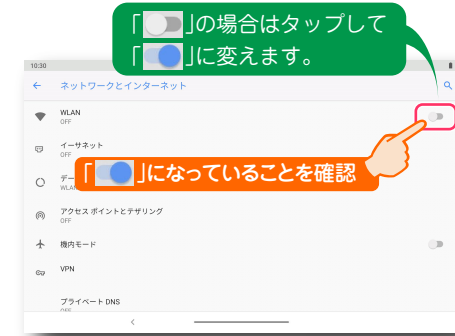 「 」の場合はタップして
「 」に変えます。
10:30
ネットワークとインターネット
WLAN
OFF
イーサネット
OFF
「 」になっていることを確認
デー
WLA
アクセス ポイントとテザリング
OFF
機内モード
VPN
プライベート DNS